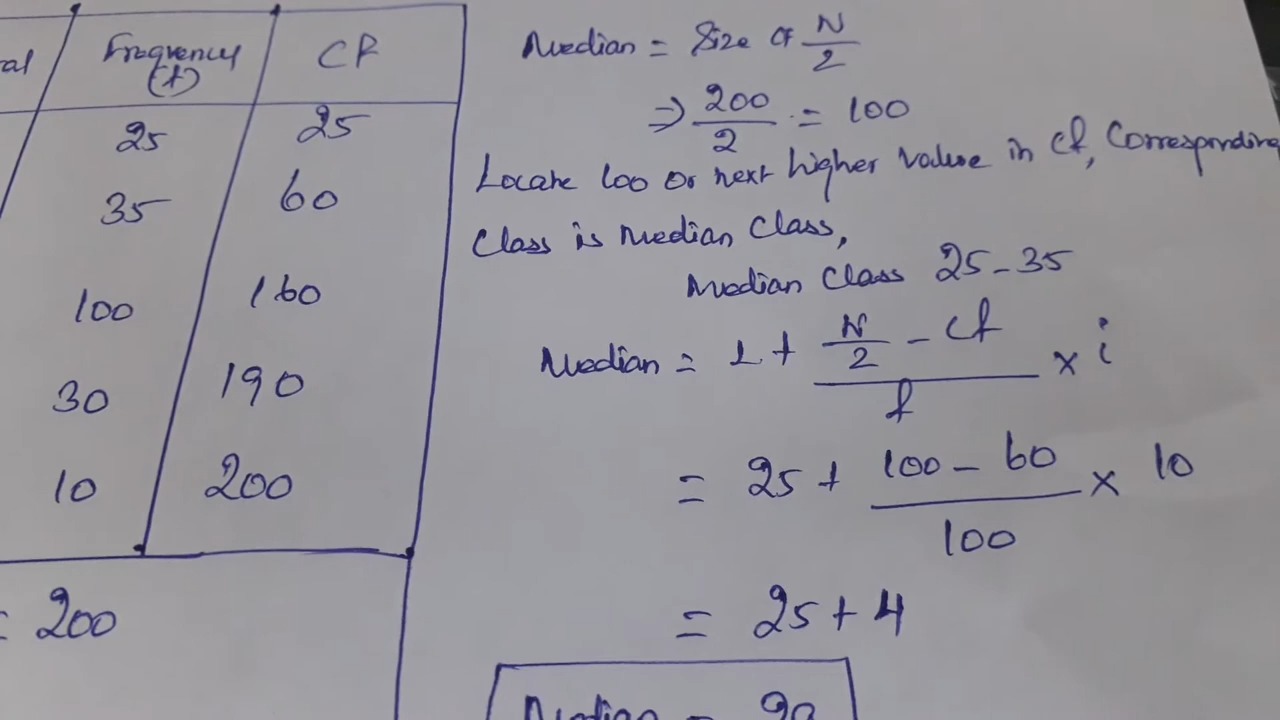 al Frequency CF
(f)
25 25
35 60
100 160
30 190
10 200
= 200
Median = Size of N/2
⇒ 200/2 = 100
Locate 100 or next higher value in cf, Corresponding
Class is Median Class,
Median Class 25-35
Median = L + (N/2 - cf)/f × i
= 25 + (100 - 60)/100 × 10
= 25 + 4
Median = 29